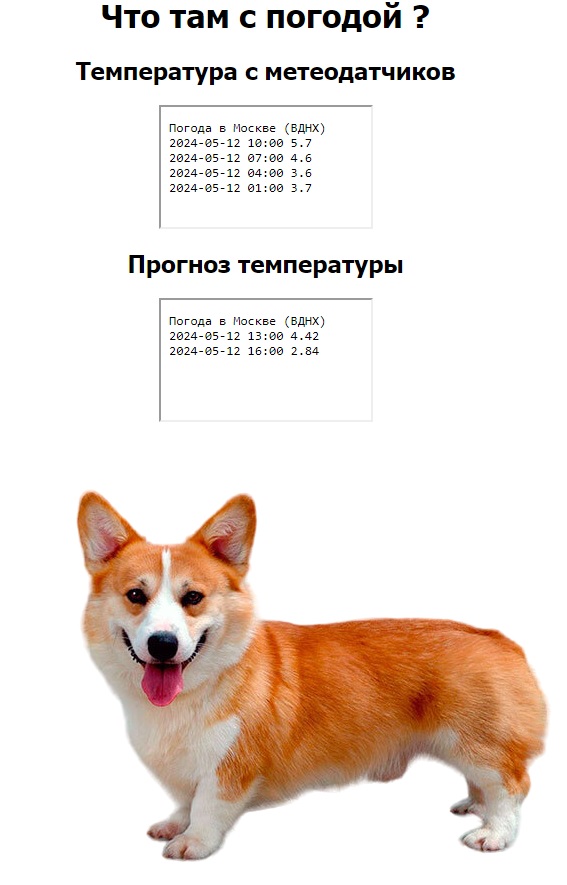 Что там с погодой ?
Температура с метеодатчиков
Погода в Москве (ВДНХ)
2024-05-12 10:00 5.7
2024-05-12 07:00 4.6
2024-05-12 04:00 3.6
2024-05-12 01:00 3.7
Прогноз температуры
Погода в Москве (ВДНХ)
2024-05-12 13:00 4.42
2024-05-12 16:00 2.84